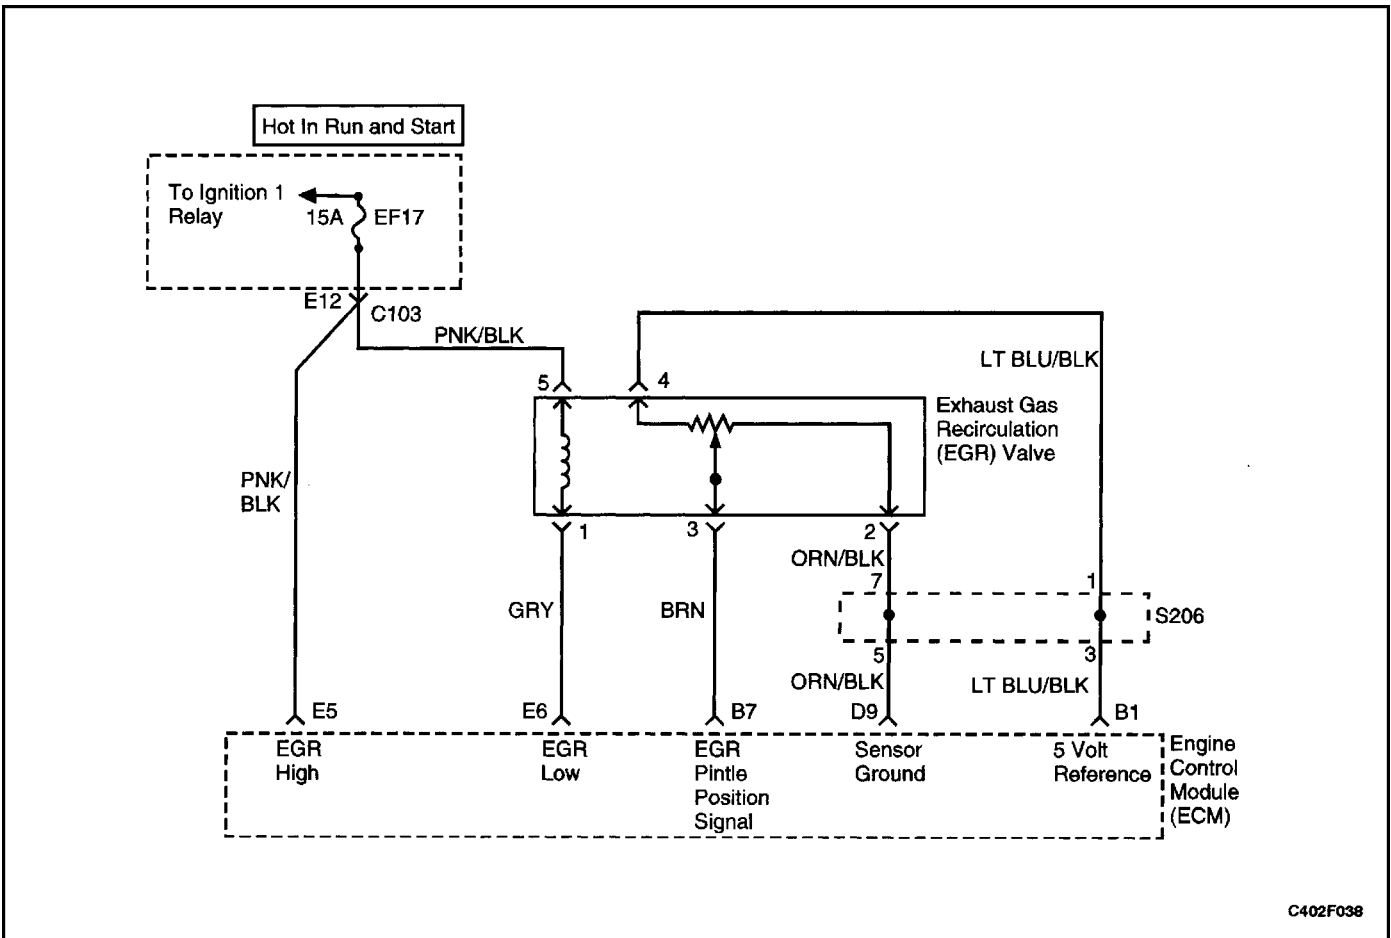 Hot In Run and Start
To Ignition 1
Relay
15A EF17
E12
C103
PNK/BLK
LT BLU/BLK
5 4
Exhaust Gas
Recirculation
(EGR) Valve
PNK/
BLK
1 3 2
ORN/BLK
7 1
GRY BRN
S206
5 3
ORN/BLK LT BLU/BLK
E5 E6 B7 D9 B1
EGR
High
EGR
Low
EGR
Pintle
Position
Signal
Sensor
Ground
5 Volt
Reference
Engine
Control
Module
(ECM)
C402F038